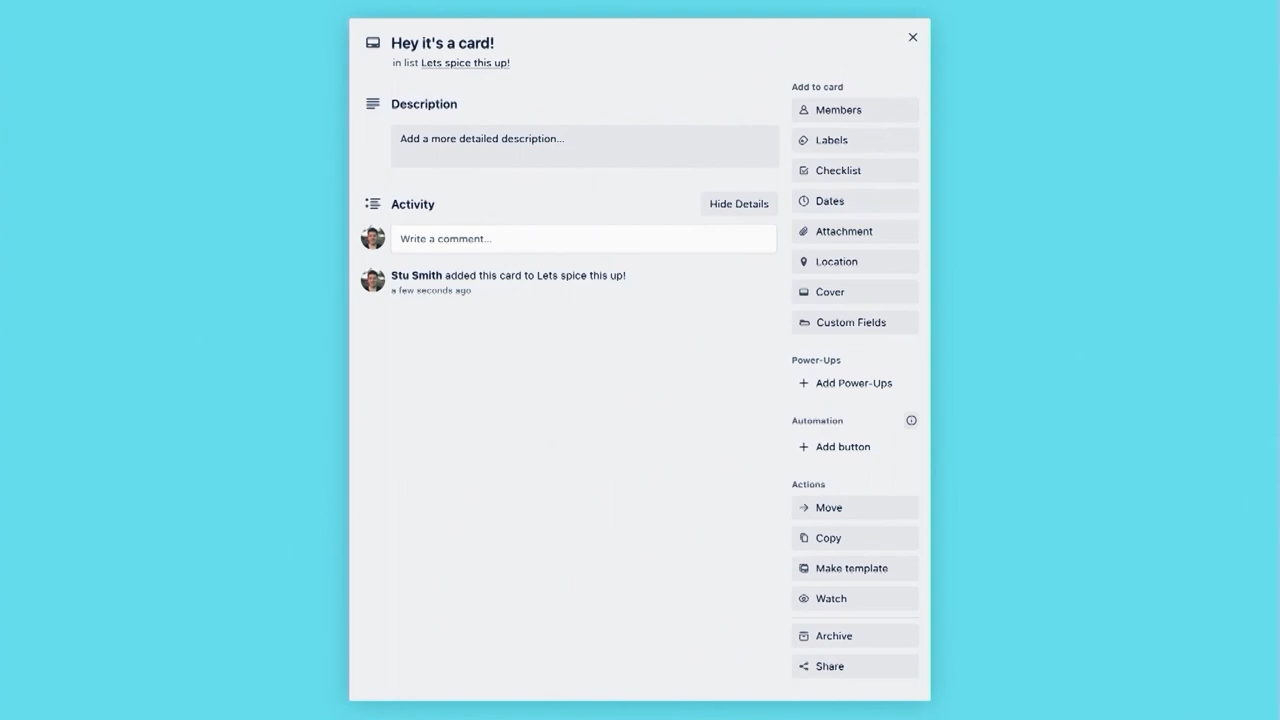 Hey it's a card!
in list Lets spice this up!
Description
Add a more detailed description...
Activity
Hide Details
Write a comment...
Stu Smith added this card to Lets spice this up!
a few seconds ago
Add to card
Members
Labels
Checklist
Dates
Attachment
Location
Cover
Custom Fields
Power-Ups
+ Add Power-Ups
Automation
+ Add button
Actions
Move
Copy
Make template
Watch
Archive
Share